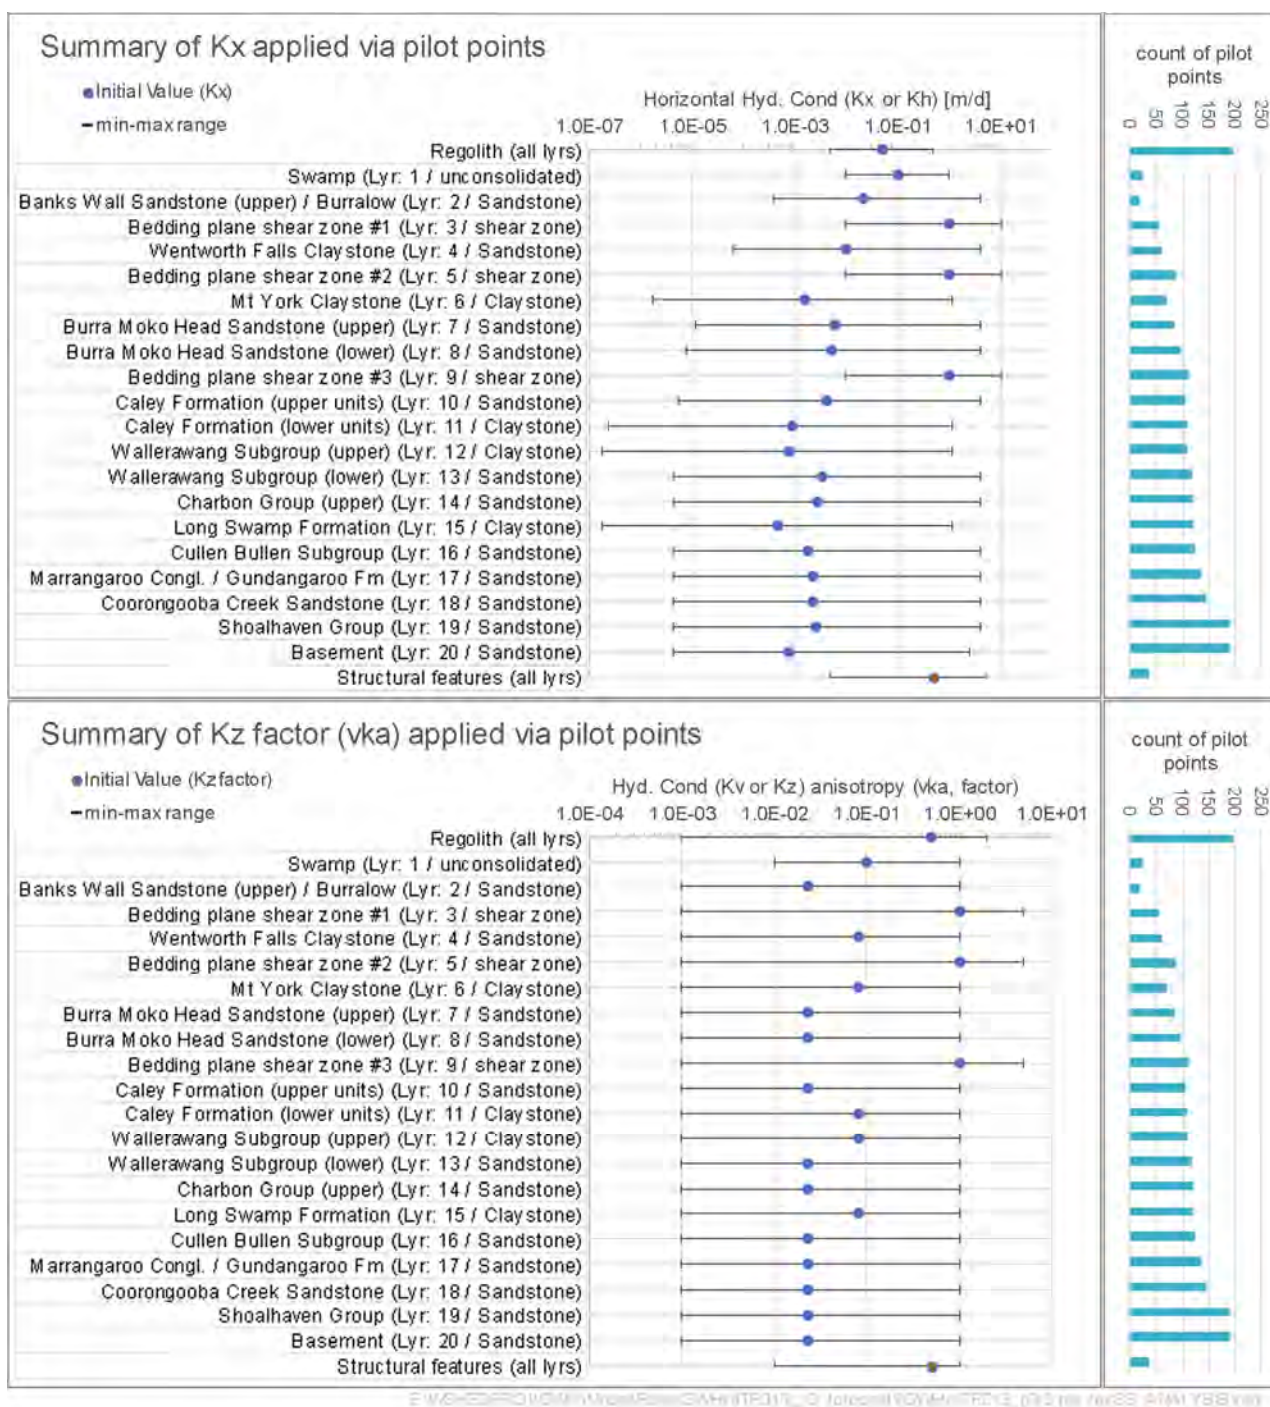 Summary of Kx applied via pilot points
Initial Value (Kx)
min-max range
Horizontal Hyd. Cond (Kx or Kh) [m/d]
1.0E-07 1.0E-05 1.0E-03 1.0E-01 1.0E+01
count of pilot
points
0 50 100 150 200 250
Regolith (all lyrs)
Swamp (Lyr: 1 / unconsolidated)
Banks Wall Sandstone (upper) / Burralow (Lyr: 2 / Sandstone)
Bedding plane shear zone #1 (Lyr: 3 / shear zone)
Wentworth Falls Claystone (Lyr: 4 / Sandstone)
Bedding plane shear zone #2 (Lyr: 5 / shear zone)
Mt York Claystone (Lyr: 6 / Claystone)
Burra Moko Head Sandstone (upper) (Lyr: 7 / Sandstone)
Burra Moko Head Sandstone (lower) (Lyr: 8 / Sandstone)
Bedding plane shear zone #3 (Lyr: 9 / shear zone)
Caley Formation (upper units) (Lyr: 10 / Sandstone)
Caley Formation (lower units) (Lyr: 11 / Claystone)
Wallerawang Subgroup (upper) (Lyr: 12 / Claystone)
Wallerawang Subgroup (lower) (Lyr: 13 / Sandstone)
Charbon Group (upper) (Lyr: 14 / Sandstone)
Long Swamp Formation (Lyr: 15 / Claystone)
Cullen Bullen Subgroup (Lyr: 16 / Sandstone)
Marrangaroo Congl. / Gundangaroo Fm (Lyr: 17 / Sandstone)
Coorongooba Creek Sandstone (Lyr: 18 / Sandstone)
Shoalhaven Group (Lyr: 19 / Sandstone)
Basement (Lyr: 20 / Sandstone)
Structural features (all lyrs)
Summary of Kz factor (vka) applied via pilot points
Initial Value (Kz factor)
min-max range
Hyd. Cond (Kv or Kz) anisotropy (vka, factor)
1.0E-04 1.0E-03 1.0E-02 1.0E-01 1.0E+00 1.0E+01
count of pilot
points
0 50 100 150 200 250
Regolith (all lyrs)
Swamp (Lyr: 1 / unconsolidated)
Banks Wall Sandstone (upper) / Burralow (Lyr: 2 / Sandstone)
Bedding plane shear zone #1 (Lyr: 3 / shear zone)
Wentworth Falls Claystone (Lyr: 4 / Sandstone)
Bedding plane shear zone #2 (Lyr: 5 / shear zone)
Mt York Claystone (Lyr: 6 / Claystone)
Burra Moko Head Sandstone (upper) (Lyr: 7 / Sandstone)
Burra Moko Head Sandstone (lower) (Lyr: 8 / Sandstone)
Bedding plane shear zone #3 (Lyr: 9 / shear zone)
Caley Formation (upper units) (Lyr: 10 / Sandstone)
Caley Formation (lower units) (Lyr: 11 / Claystone)
Wallerawang Subgroup (upper) (Lyr: 12 / Claystone)
Wallerawang Subgroup (lower) (Lyr: 13 / Sandstone)
Charbon Group (upper) (Lyr: 14 / Sandstone)
Long Swamp Formation (Lyr: 15 / Claystone)
Cullen Bullen Subgroup (Lyr: 16 / Sandstone)
Marrangaroo Congl. / Gundangaroo Fm (Lyr: 17 / Sandstone)
Coorongooba Creek Sandstone (Lyr: 18 / Sandstone)
Shoalhaven Group (Lyr: 19 / Sandstone)
Basement (Lyr: 20 / Sandstone)
Structural features (all lyrs)